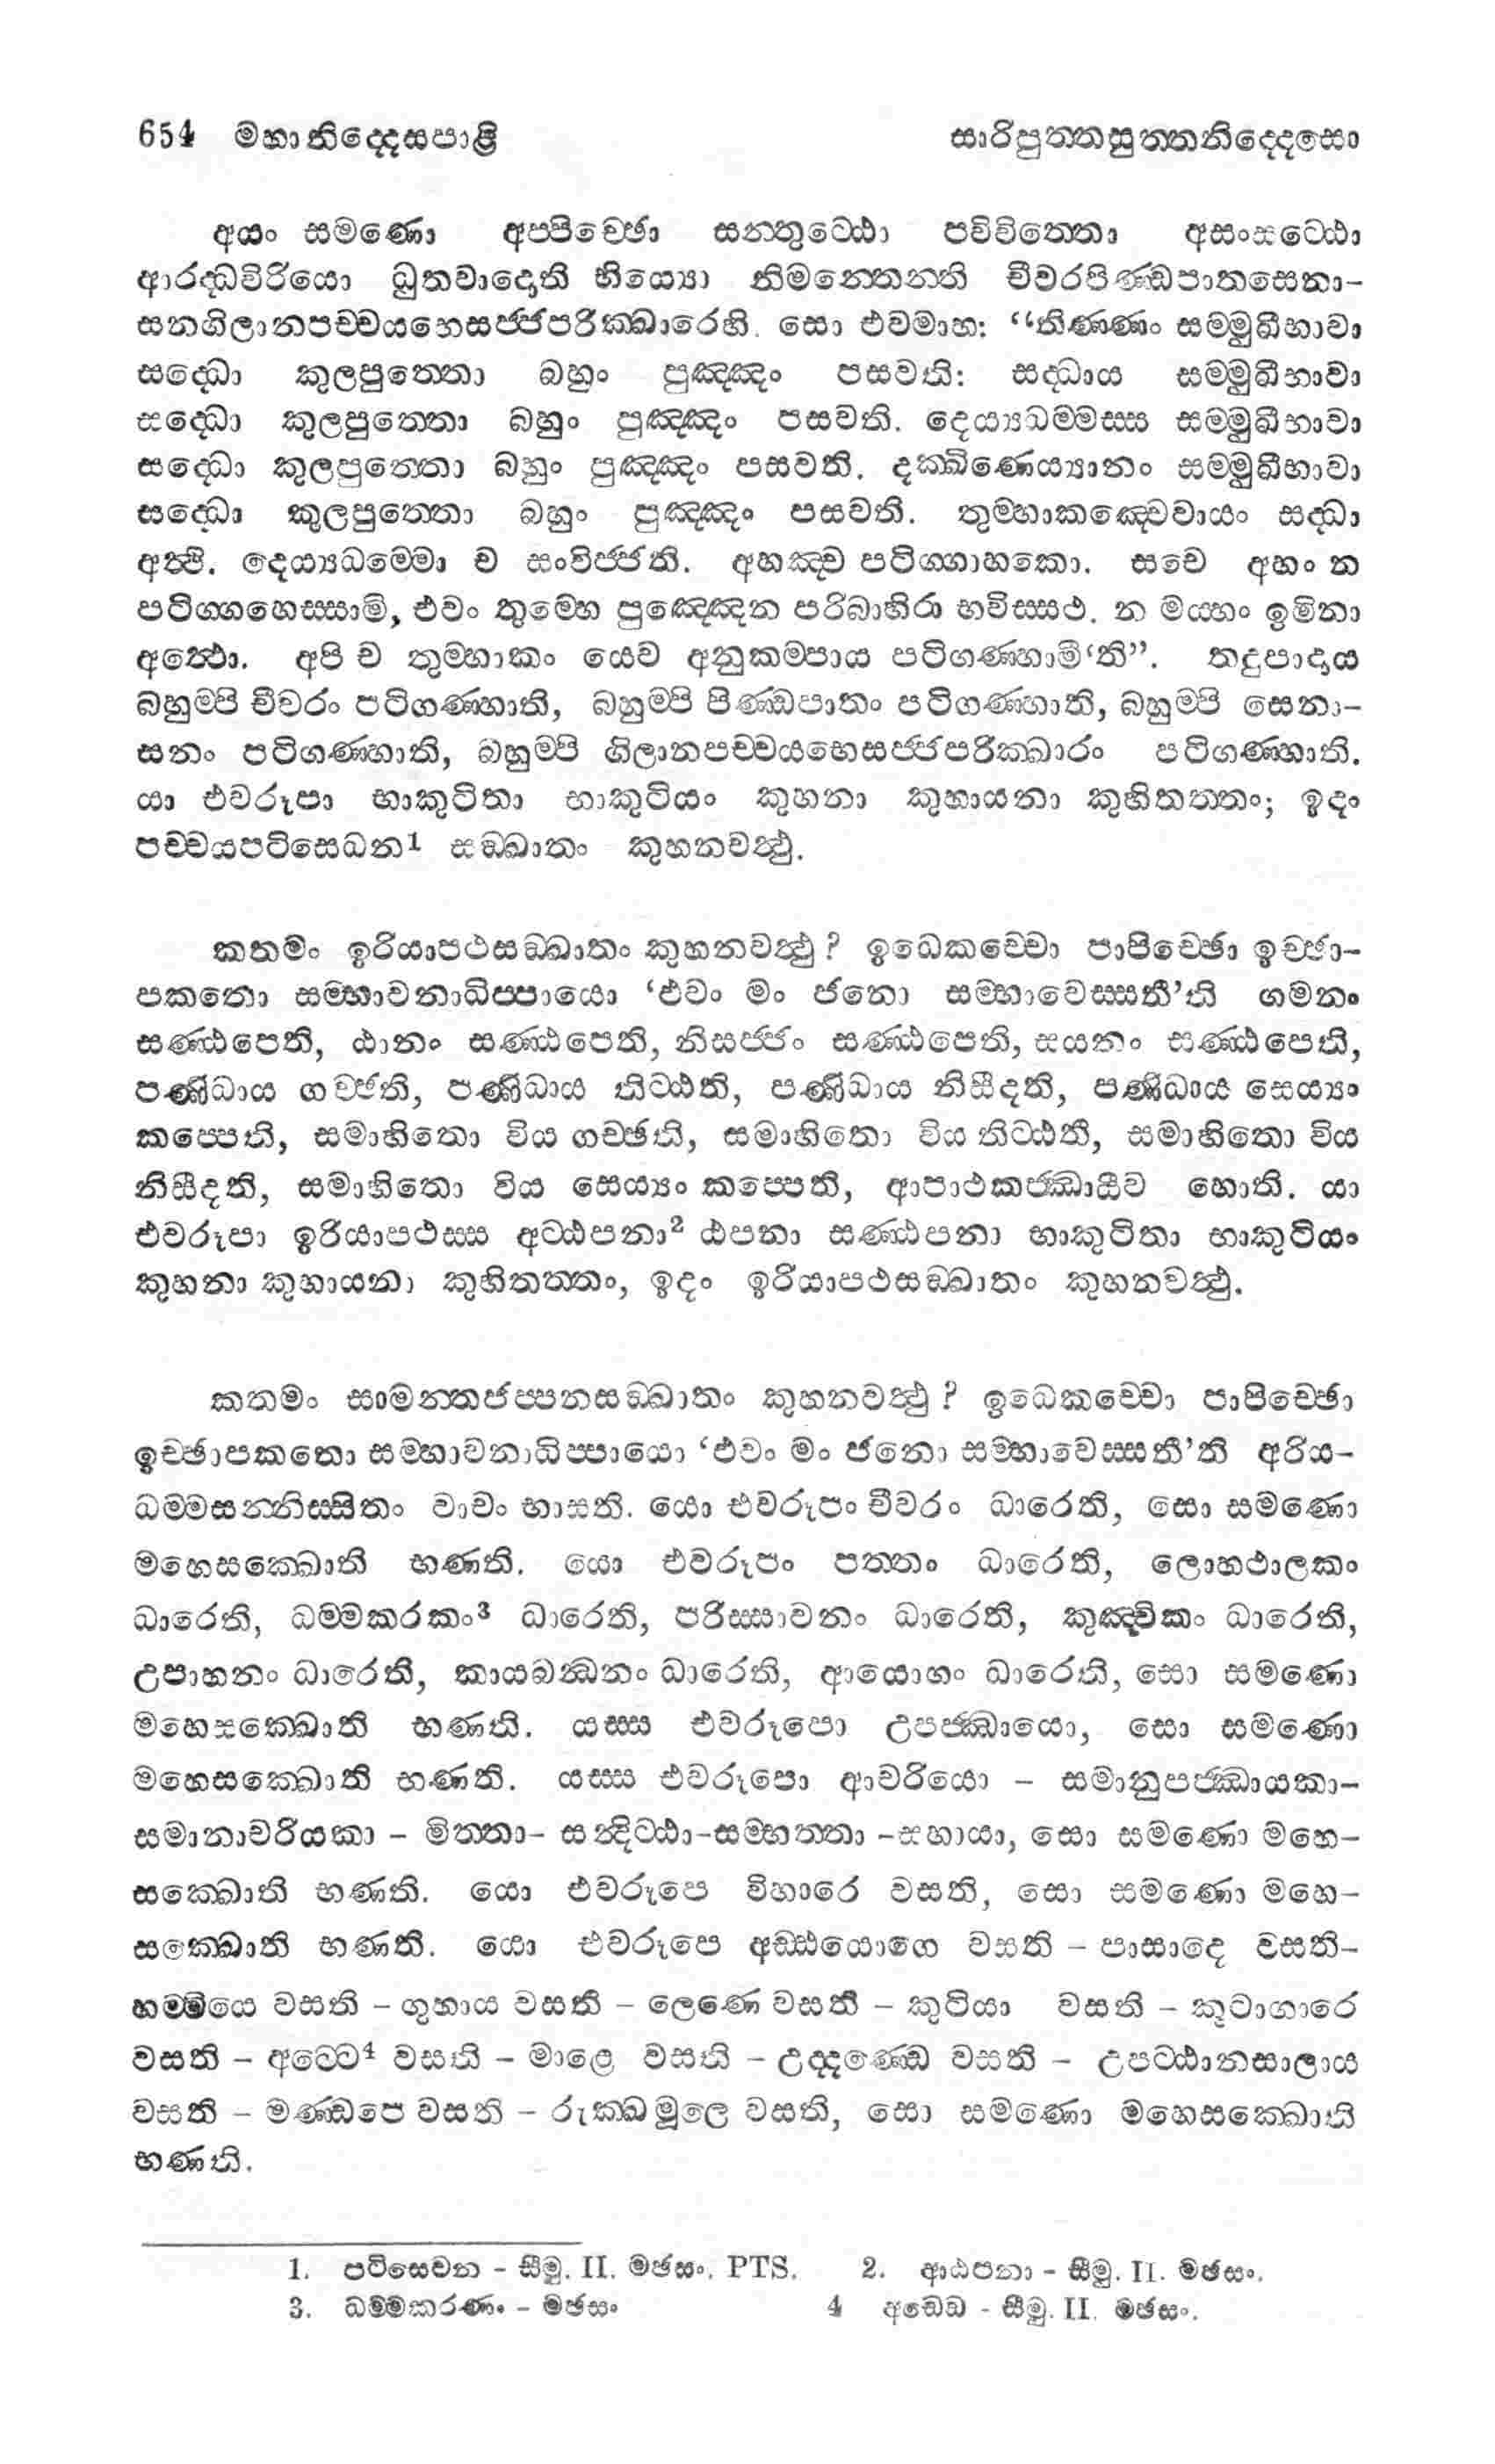 654 මහානිද්දෙසපාළි සාරිපුත්තසුත්තනිද්දෙසො
අයං සමණො අප්පිච්ඡො සන්තුට්ඨො පවිවිත්තො අසංසට්ඨො
ආරද්ධවිරියො ධුතවාදොති භිය්‍යො නිමන්තෙන්ති චීවරපිණ්ඩපාතසෙනා-
සනගිලානපච්චයභෙසජ්ජපරික්ඛාරෙහි. සො එවමාහ: “තිණ්ණං සම්මුඛීභාවා
සද්ධො කුලපුත්තො බහුං පුඤ්ඤං පසවති: සද්ධාය සම්මුඛීභාවා
සද්ධො කුලපුත්තො බහුං පුඤ්ඤං පසවති. දෙය්‍යධම්මස්ස සම්මුඛීභාවා
සද්ධො කුලපුත්තො බහුං පුඤ්ඤං පසවති. දක්ඛිණෙය්‍යානං සම්මුඛීභාවා
සද්ධො කුලපුත්තො බහුං පුඤ්ඤං පසවති. තුම්හාකඤ්චෙවායං සද්ධා
අත්ථි. දෙය්‍යධම්මො ච සංවිජ්ජති. අහඤ්ච පටිග්ගාහකො. සචෙ අහං න
පටිග්ගහෙස්සාමි, එවං තුම්හෙ පුඤ්ඤෙන පරිබාහිරා භවිස්සථ. න මය්හං ඉමිනා
අත්ථො. අපි ච තුම්හාකං යෙව අනුකම්පාය පටිගණ්හාමී‘ති”. තදුපාදාය
බහුම්පි චීවරං පටිගණ්හාති, බහුම්පි පිණ්ඩපාතං පටිගණ්හාති, බහුම්පි සෙනා-
සනං පටිගණ්හාති, බහුම්පි ගිලානපච්චයභෙසජ්ජපරික්ඛාරං පටිගණ්හාති.
යා එවරූපා භාකුටිතා භාකුටියං කුහනා කුහායනා කුහිතත්තං; ඉදං
පච්චයපටිසෙධන1 සඞ්ඛාතං කුහනවත්ථු.
කතමං ඉරියාපථසඞ්ඛාතං කුහනවත්ථු? ඉධෙකච්චො පාපිච්ඡො ඉච්ඡා-
පකතො සම්භාවනාධිප්පායො ‘එවං මං ජනො සම්භාවෙස්සතී’ති ගමනං
සණ්ඨපෙති, ඨානං සණ්ඨපෙති, නිසජ්ජං සණ්ඨපෙති, සයනං සණ්ඨපෙති,
පණිධාය ගච්ඡති, පණිධාය තිට්ඨති, පණිධාය නිසීදති, පණිධාය සෙය්‍යං
කප්පෙති, සමාහිතො විය ගච්ඡති, සමාහිතො විය තිට්ඨති, සමාහිතො විය
නිසීදති, සමාහිතො විය සෙය්‍යං කප්පෙති, ආපාථකජ්ඣායීව හොති. යා
එවරූපා ඉරියාපථස්ස අට්ඨපනා2 ඨපනා සණ්ඨපනා භාකුටිතා භාකුටියං
කුහනා කුහායනා කුහිතත්තං, ඉදං ඉරියාපථසඞ්ඛාතං කුහනවත්ථු.
කතමං සාමන්තජප්පනසඞ්ඛාතං කුහනවත්ථු? ඉධෙකච්චො පාපිච්ඡො
ඉච්ඡාපකතො සම්භාවනාධිප්පායො ‘එවං මං ජනො සම්භාවෙස්සතී’ති අරිය-
ධම්මසන්නිස්සිතං වාචං භාසති. යො එවරූපං චීවරං ධාරෙති, සො සමණො
මහෙසක්ඛොති භණති. යො එවරූපං පත්තං ධාරෙති, ලොහථාලකං
ධාරෙති, ධම්මකරකං3 ධාරෙති, පරිස්සාවනං ධාරෙති, කුඤ්චිකං ධාරෙති,
උපාහනං ධාරෙති, කායබන්ධනං ධාරෙති, ආයොගං ධාරෙති, සො සමණො
මහෙසක්ඛොති භණති. යස්ස එවරූපො උපජ්ඣායො, සො සමණො
මහෙසක්ඛොති භණති. යස්ස එවරූපො ආචරියො – සමානුපජ්ඣායකා-
සමානාචරියකා – මිත්තා- සන්දිට්ඨා-සම්භත්තා -සහායා, සො සමණො මහෙ-
සක්ඛොති භණති. යො එවරූපෙ විහාරෙ වසති, සො සමණො මහෙ-
සක්ඛොති භණති. යො එවරූපෙ අඩ්ඪයොගෙ වසති – පාසාදෙ වසති-
හම්මියෙ වසති – ගුහාය වසති – ලෙණෙ වසති – කුටියා වසති – කූටාගාරෙ
වසති – අට්ටෙ4 වසති – මාළෙ වසති – උද්දණ්ඩෙ වසති – උපට්ඨානසාලාය
වසති – මණ්ඩපෙ වසති – රුක්ඛමූලෙ වසති, සො සමණො මහෙසක්ඛොති
භණති.
1. පටිසෙවන - සීමු. II. මජසං. PTS. 2. ආඨපනා - සීමු. II. මජසං.
3. ධම්මකරණං - මජසං 4 අඩ්ඩෙ - සීමු. II. මජසං.